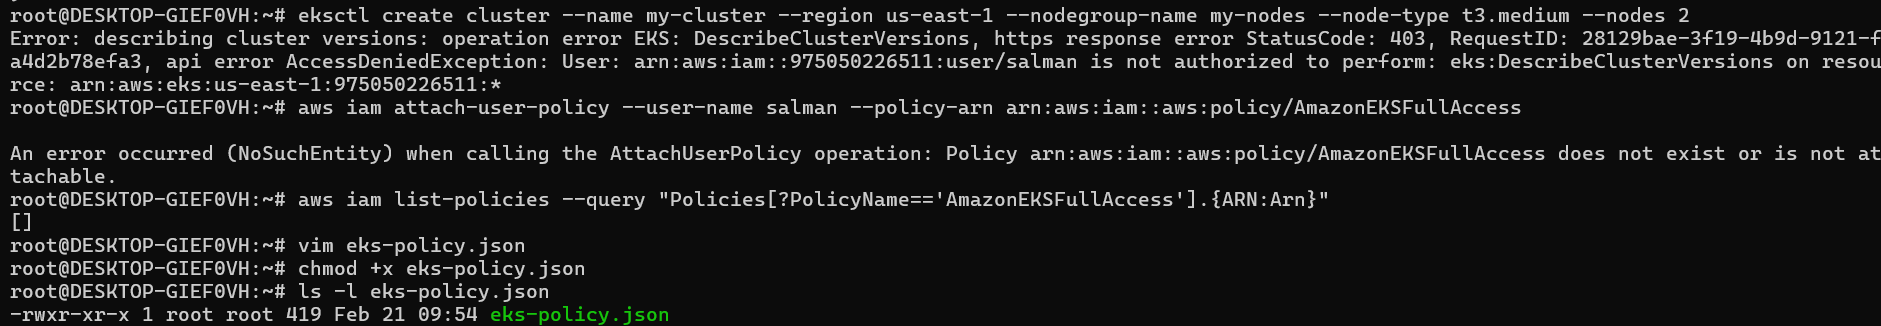 root@DESKTOP-GIEF0VH:~# eksctl create cluster --name my-cluster --region us-east-1 --nodegroup-name my-nodes --node-type t3.medium --nodes 2
Error: describing cluster versions: operation error EKS: DescribeClusterVersions, https response error StatusCode: 403, RequestID: 28129bae-3f19-4b9d-9121-f
a4d2b78efa3, api error AccessDeniedException: User: arn:aws:iam::975050226511:user/salman is not authorized to perform: eks:DescribeClusterVersions on resou
rce: arn:aws:eks:us-east-1:975050226511:*
root@DESKTOP-GIEF0VH:~# aws iam attach-user-policy --user-name salman --policy-arn arn:aws:iam::aws:policy/AmazonEKSFullAccess
An error occurred (NoSuchEntity) when calling the AttachUserPolicy operation: Policy arn:aws:iam::aws:policy/AmazonEKSFullAccess does not exist or is not at
tachable.
root@DESKTOP-GIEF0VH:~# aws iam list-policies --query "Policies[?PolicyName=='AmazonEKSFullAccess'].{ARN:Arn}"
[]
root@DESKTOP-GIEF0VH:~# vim eks-policy.json
root@DESKTOP-GIEF0VH:~# chmod +x eks-policy.json
root@DESKTOP-GIEF0VH:~# ls -l eks-policy.json
-rwxr-xr-x 1 root root 419 Feb 21 09:54 eks-policy.json